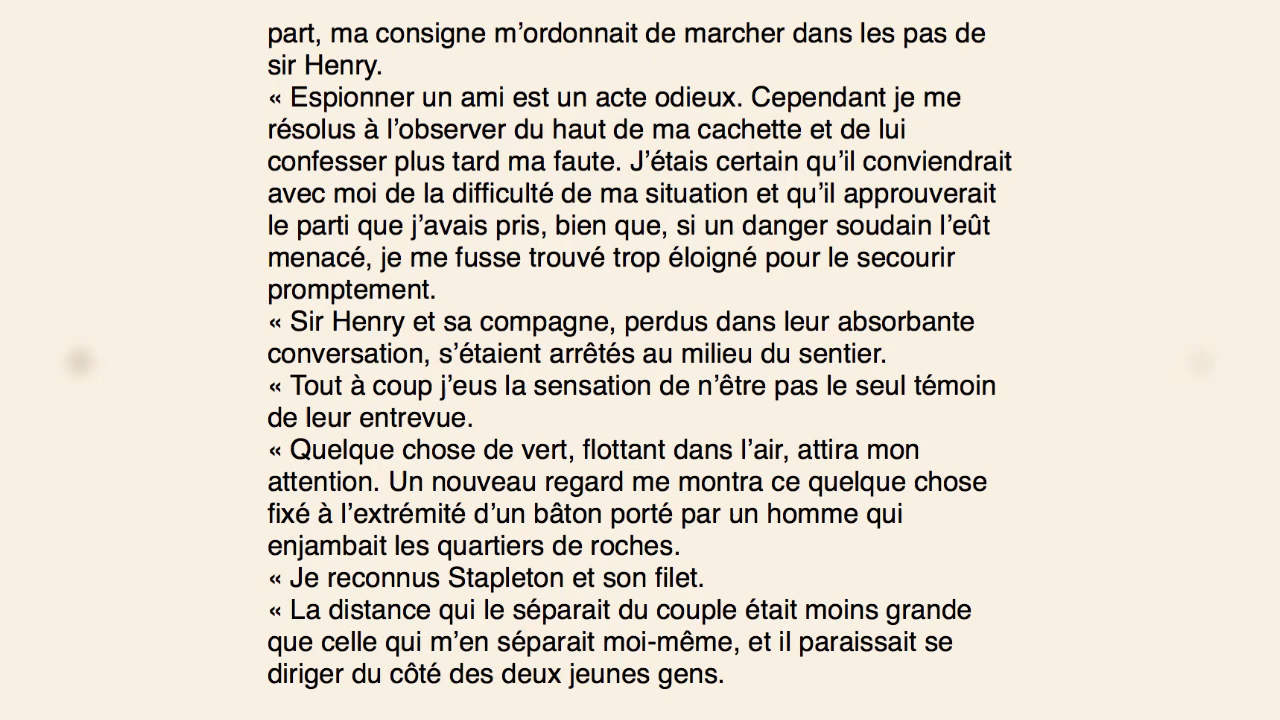 part, ma consigne m’ordonnait de marcher dans les pas de
sir Henry.
« Espionner un ami est un acte odieux. Cependant je me
résolus à l’observer du haut de ma cachette et de lui
confesser plus tard ma faute. J’étais certain qu’il conviendrait
avec moi de la difficulté de ma situation et qu’il approuverait
le parti que j’avais pris, bien que, si un danger soudain l’eût
menacé, je me fusse trouvé trop éloigné pour le secourir
promptement.
« Sir Henry et sa compagne, perdus dans leur absorbante
conversation, s’étaient arrêtés au milieu du sentier.
« Tout à coup j’eus la sensation de n’être pas le seul témoin
de leur entrevue.
« Quelque chose de vert, flottant dans l’air, attira mon
attention. Un nouveau regard me montra ce quelque chose
fixé à l’extrémité d’un bâton porté par un homme qui
enjambait les quartiers de roches.
« Je reconnus Stapleton et son filet.
« La distance qui le séparait du couple était moins grande
que celle qui m’en séparait moi-même, et il paraissait se
diriger du côté des deux jeunes gens.